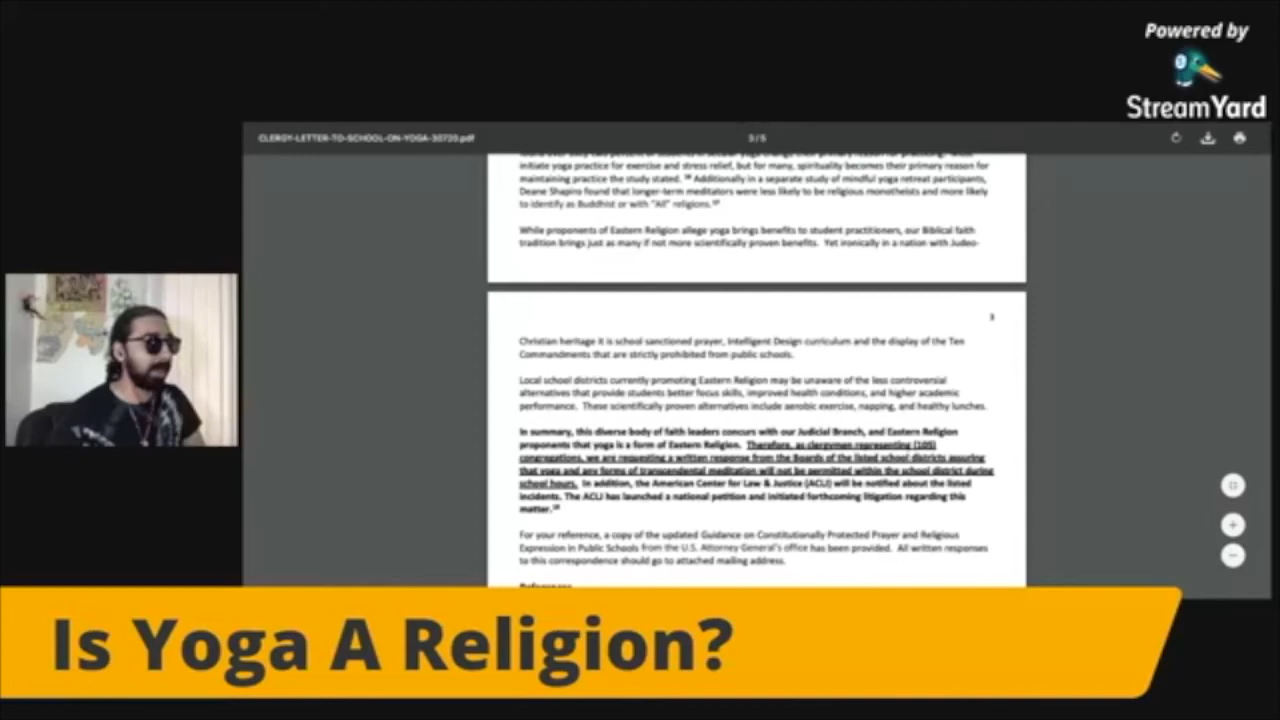 Powered by
StreamYard
CLERGY-LETTER-TO-SCHOOL-ON-YOGA-30720.pdf
3/5
initiate yoga practice for exercise and stress relief, but for many, spirituality becomes their primary reason for
maintaining practice the study stated. Additionally in a separate study of mindful yoga retreat participants,
Deane Shapiro found that longer-term meditators were less likely to be religious monotheists and more likely
to identify as Buddhist or with "All" religions.
While proponents of Eastern Religion allege yoga brings benefits to student practitioners, our Biblical faith
tradition brings just as many if not more scientifically proven benefits. Yet ironically in a nation with Judeo-
3
Christian heritage it is school sanctioned prayer, Intelligent Design curriculum and the display of the Ten
Commandments that are strictly prohibited from public schools.
Local school districts currently promoting Eastern Religion may be unaware of the less controversial
alternatives that provide students better focus skills, improved health conditions, and higher academic
performance. These scientifically proven alternatives include aerobic exercise, napping, and healthy lunches.
In summary, this diverse body of faith leaders concurs with our Judicial Branch, and Eastern Religion
proponents that yoga is a form of Eastern Religion. Therefore, as clergymen representing (105)
congregations, we are requesting a written response from the Boards of the listed school districts assuring
that yoga and any forms of transcendental meditation will not be permitted within the school district during
school hours. In addition, the American Center for Law & Justice (ACLJ) will be notified about the listed
incidents. The ACLJ has launched a national petition and initiated forthcoming litigation regarding this
matter.
For your reference, a copy of the updated Guidance on Constitutionally Protected Prayer and Religious
Expression in Public Schools from the U.S. Attorney General's office has been provided. All written responses
to this correspondence should go to attached mailing address.
Is Yoga A Religion?